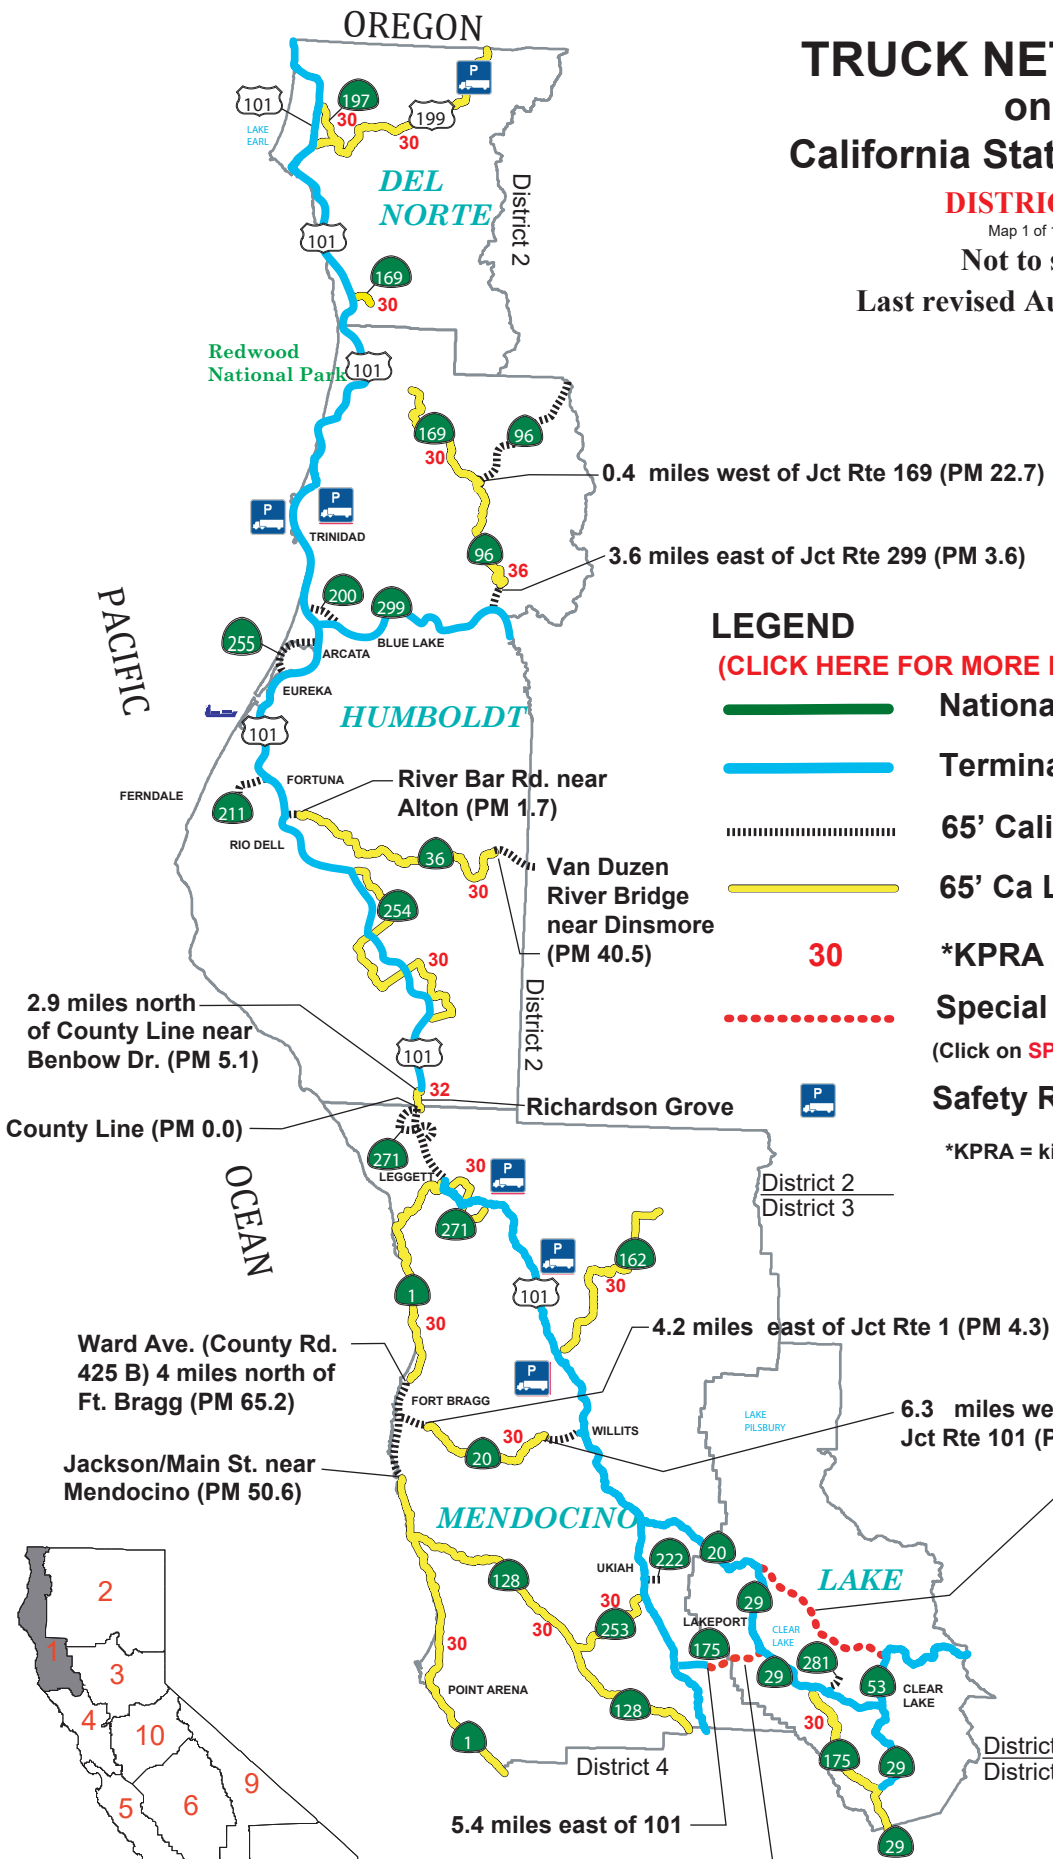 OREGON
TRUCK NET
on
California Stat
DISTRIC
Map 1 of 1
Not to s
Last revised Au
101
LAKE
EARL
197
30
199
30
P
DEL
NORTE
District 2
101
169
30
Redwood
National Park
101
169
30
96
0.4 miles west of Jct Rte 169 (PM 22.7)
P
P
TRINIDAD
96
36
3.6 miles east of Jct Rte 299 (PM 3.6)
PACIFIC
200
299
BLUE LAKE
255
ARCATA
EUREKA
101
HUMBOLDT
LEGEND
(CLICK HERE FOR MORE
Nationa
Termina
65' Cali
65' Ca L
30
*KPRA
Special
(Click on SP
P
Safety R
*KPRA = ki
FERNDALE
FORTUNA
211
RIO DELL
River Bar Rd. near
Alton (PM 1.7)
36
30
Van Duzen
River Bridge
near Dinsmore
(PM 40.5)
254
30
District 2
2.9 miles north
of County Line near
Benbow Dr. (PM 5.1)
101
32
Richardson Grove
County Line (PM 0.0)
OCEAN
271
LEGGETT
30
P
271
District 2
District 3
162
30
P
101
1
30
4.2 miles east of Jct Rte 1 (PM 4.3)
Ward Ave. (County Rd.
425 B) 4 miles north of
Ft. Bragg (PM 65.2)
P
FORT BRAGG
LAKE
PILSBURY
6.3 miles we
Jct Rte 101 (P
WILLITS
30
20
Jackson/Main St. near
Mendocino (PM 50.6)
MENDOCINO
UKIAH
222
20
LAKE
128
30
253
30
29
LAKEPORT
CLEAR
LAKE
175
29
281
53
CLEAR
LAKE
30
POINT ARENA
128
1
30
175
29
29
District 4
District
District
5.4 miles east of 101
2
1
3
4
10
5
6
9